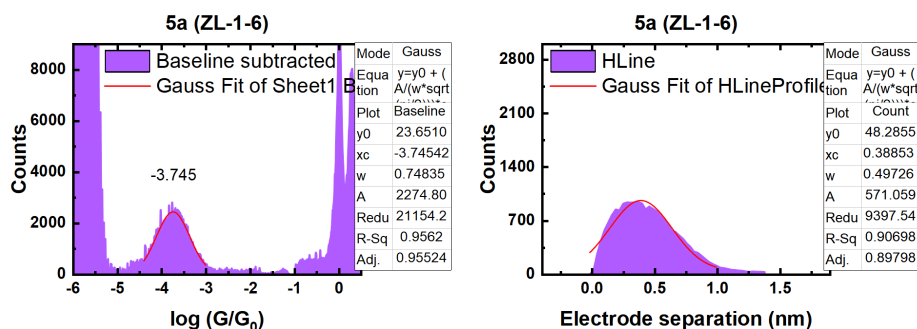 5a (ZL-1-6)
8000
6000
4000
2000
0
Counts
-6
-5
-4
-3
-2
-1
0
log (G/G0)
Baseline subtracted
Gauss Fit of Sheet1 B
-3.745
Mode Gauss
Equa y=y0 + (
tion A/(w*sqrt
Plot Baseline
y0 23.6510
xc -3.74542
w 0.74835
A 2274.80
Redu 21154.2
R-Sq 0.9562
Adj. 0.95524
5a (ZL-1-6)
2800
2100
1400
700
0
Counts
0.0
0.5
1.0
1.5
Electrode separation (nm)
HLine
Gauss Fit of HLineProfile
Mode Gauss
Equa y=y0 + (
tion A/(w*sqrt
Plot Count
y0 48.2855
xc 0.38853
w 0.49726
A 571.059
Redu 9397.54
R-Sq 0.90698
Adj. 0.89798